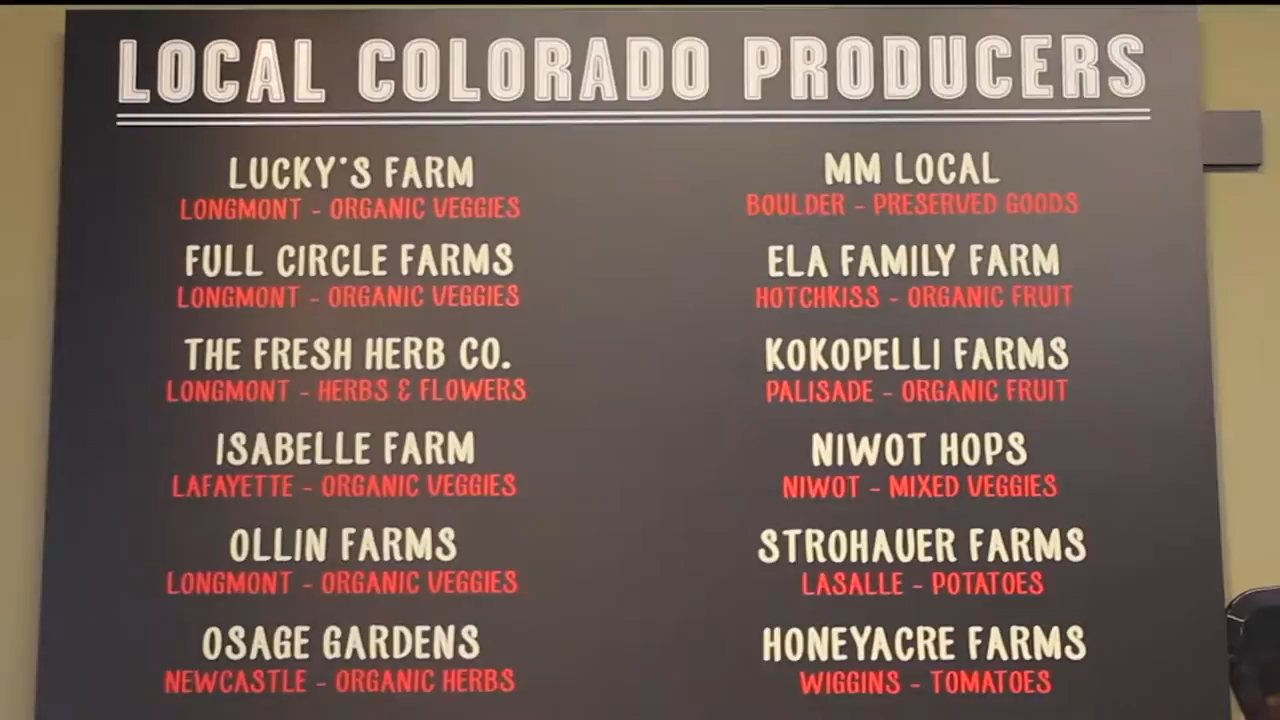 LOCAL COLORADO PRODUCERS
LUCKY'S FARM
LONGMONT - ORGANIC VEGGIES
FULL CIRCLE FARMS
LONGMONT - ORGANIC VEGGIES
THE FRESH HERB CO.
LONGMONT - HERBS & FLOWERS
ISABELLE FARM
LAFAYETTE - ORGANIC VEGGIES
OLLIN FARMS
LONGMONT - ORGANIC VEGGIES
OSAGE GARDENS
NEWCASTLE - ORGANIC HERBS
MM LOCAL
BOULDER - PRESERVED GOODS
ELA FAMILY FARM
HOTCHKISS - ORGANIC FRUIT
KOKOPELLI FARMS
PALISADE - ORGANIC FRUIT
NIWOT HOPS
NIWOT - MIXED VEGGIES
STROHAUER FARMS
LASALLE - POTATOES
HONEYACRE FARMS
WIGGINS - TOMATOES